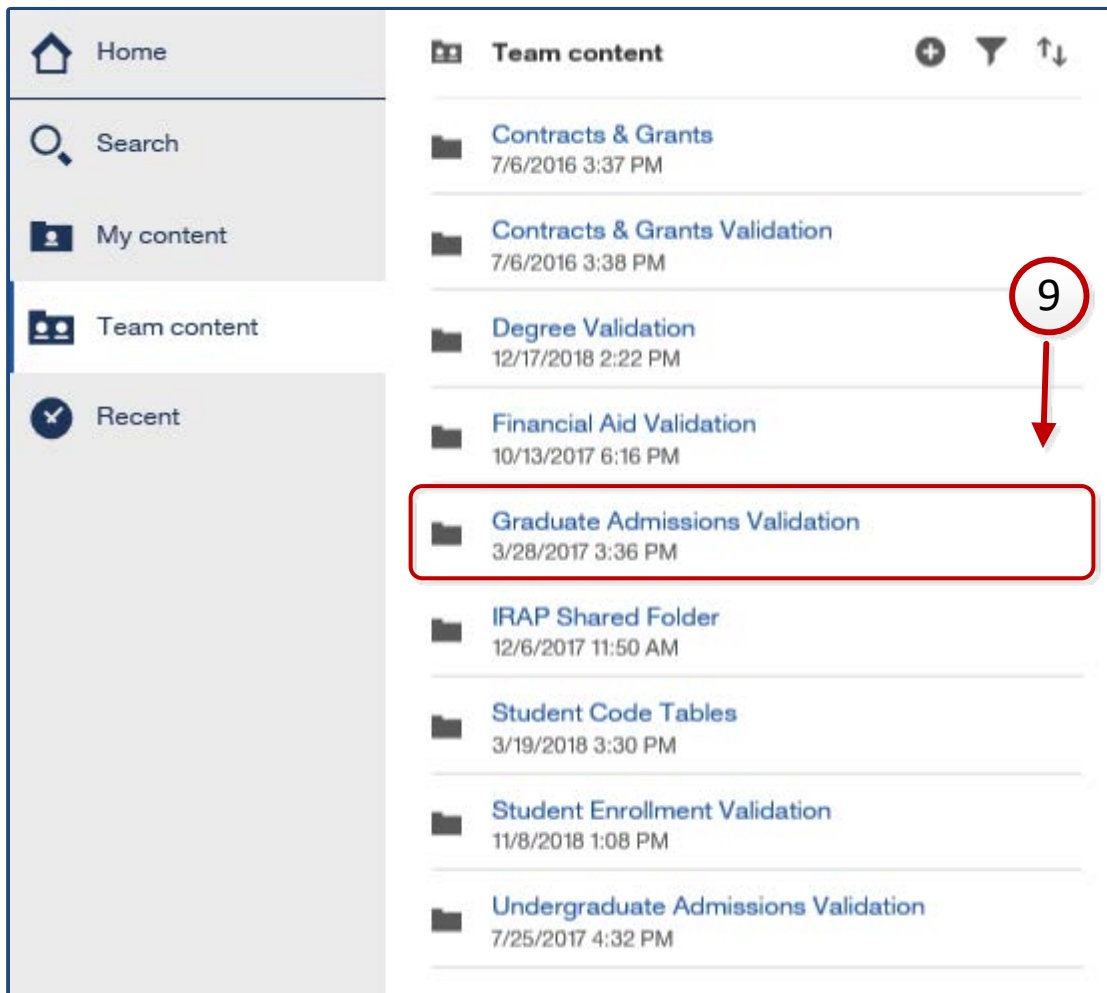 Home
Search
My content
Team content
Recent
Team content
Contracts & Grants
7/6/2016 3:37 PM
Contracts & Grants Validation
7/6/2016 3:38 PM
9
Degree Validation
12/17/2018 2:22 PM
Financial Aid Validation
10/13/2017 6:16 PM
Graduate Admissions Validation
3/28/2017 3:36 PM
IRAP Shared Folder
12/6/2017 11:50 AM
Student Code Tables
3/19/2018 3:30 PM
Student Enrollment Validation
11/8/2018 1:08 PM
Undergraduate Admissions Validation
7/25/2017 4:32 PM